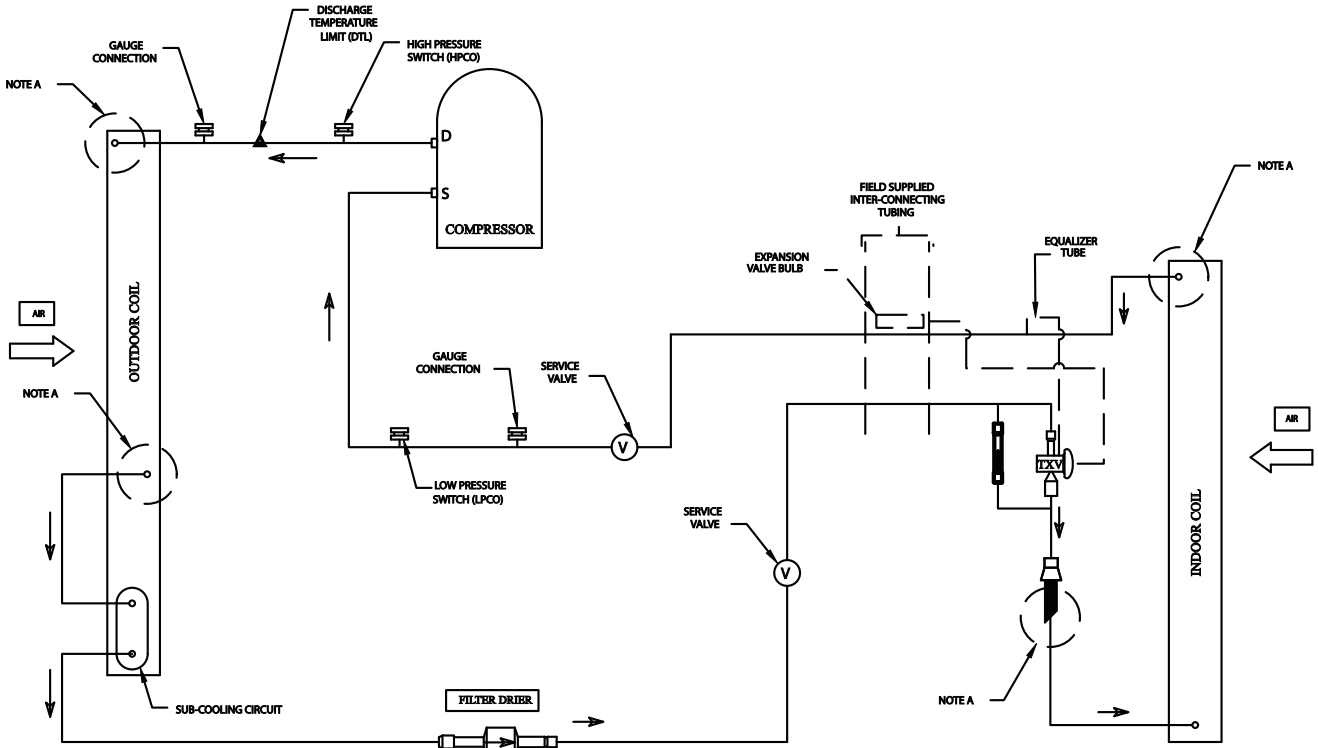 DISCHARGE
TEMPERATURE
LIMIT (DTL)
GAUGE
CONNECTION
HIGH PRESSURE
SWITCH (HPCO)
NOTE A
D
S
COMPRESSOR
FIELD SUPPLIED
INTER-CONNECTING
TUBING
NOTE A
EQUALIZER
TUBE
EXPANSION
VALVE BULB
AIR
OUTDOOR COIL
GAUGE
CONNECTION
SERVICE
VALVE
NOTE A
V
AIR
TXV
LOW PRESSURE
SWITCH (LPCO)
SERVICE
VALVE
V
INDOOR COIL
SUB-COOLING CIRCUIT
FILTER DRIER
NOTE A